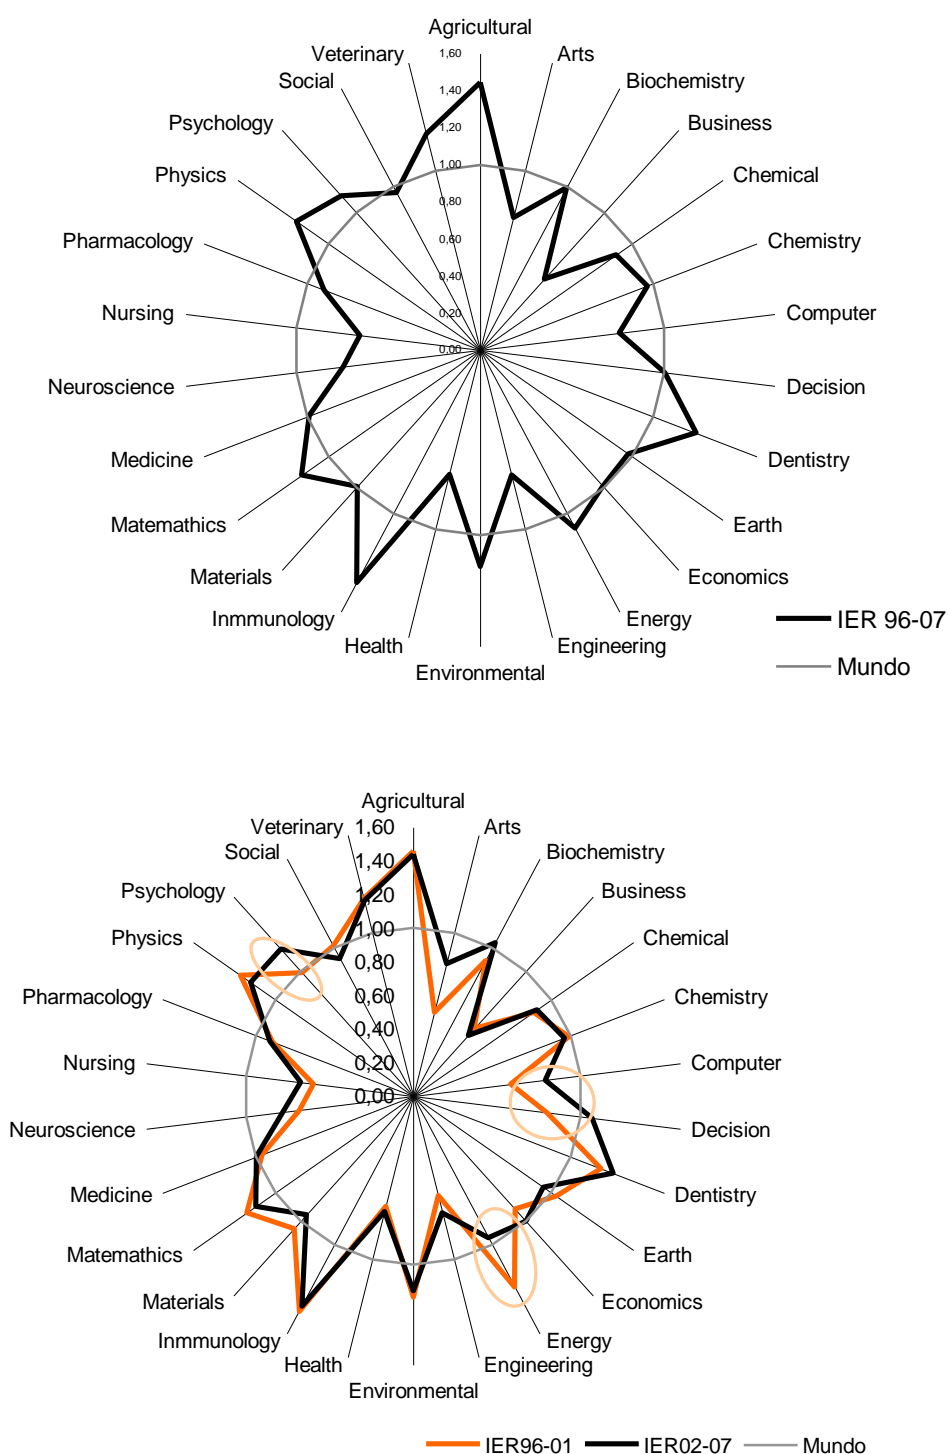 Agricultural
Veterinary
Arts
Social
Biochemistry
Psychology
Business
Physics
Chemical
Pharmacology
Chemistry
Nursing
Computer
Neuroscience
Decision
Medicine
Dentistry
Matemathics
Earth
Materials
Economics
Inmmunology
Energy
Health
Engineering
Environmental
1,60
1,40
1,20
1,00
0,80
0,60
0,40
0,20
0,00
IER 96-07
Mundo
Agricultural
Veterinary
Arts
Social
Biochemistry
Psychology
Business
Physics
Chemical
Pharmacology
Chemistry
Nursing
Computer
Neuroscience
Decision
Medicine
Dentistry
Matemathics
Earth
Materials
Economics
Inmmunology
Energy
Health
Engineering
Environmental
1,60
1,40
1,20
1,00
0,80
0,60
0,40
0,20
0,00
IER96-01
IER02-07
Mundo